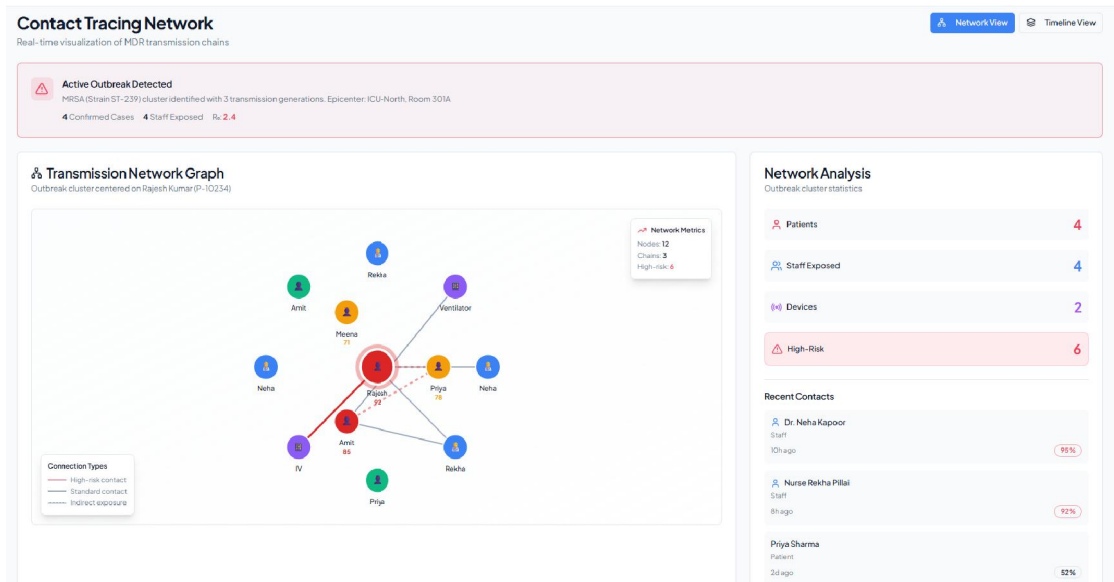 Contact Tracing Network
Real-time visualization of MDR transmission chains
Network View
Timeline View
Active Outbreak Detected
MRSA (Strain ST-239) cluster identified with 3 transmission generations. Epicenter: ICU-North, Room 301A
4 Confirmed Cases 4 Staff Exposed R₀: 2.4
Transmission Network Graph
Outbreak cluster centered on Rajesh Kumar (P-10234)
Network Metrics
Nodes: 12
Chains: 3
High-risk: 6
Rekha
Amit
Ventilator
Meena
71
Neha
Rajesh
92
Priya
78
Neha
Amit
85
IV
Rekha
Priya
Connection Types
High-risk contact
Standard contact
Indirect exposure
Network Analysis
Outbreak cluster statistics
Patients 4
Staff Exposed 4
Devices 2
High-Risk 6
Recent Contacts
Dr. Neha Kapoor
Staff
10h ago 95%
Nurse Rekha Pillai
Staff
8h ago 92%
Priya Sharma
Patient
2d ago 52%